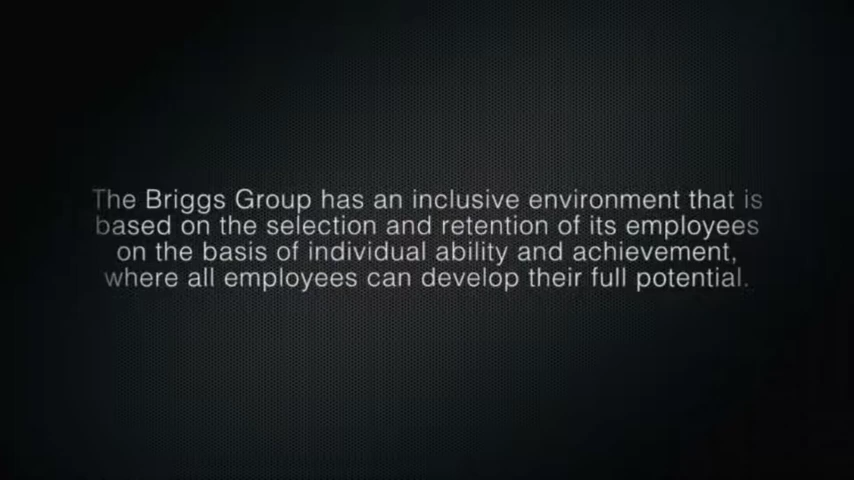 The Briggs Group has an inclusive environment that is
based on the selection and retention of its employees
on the basis of individual ability and achievement,
where all employees can develop their full potential.